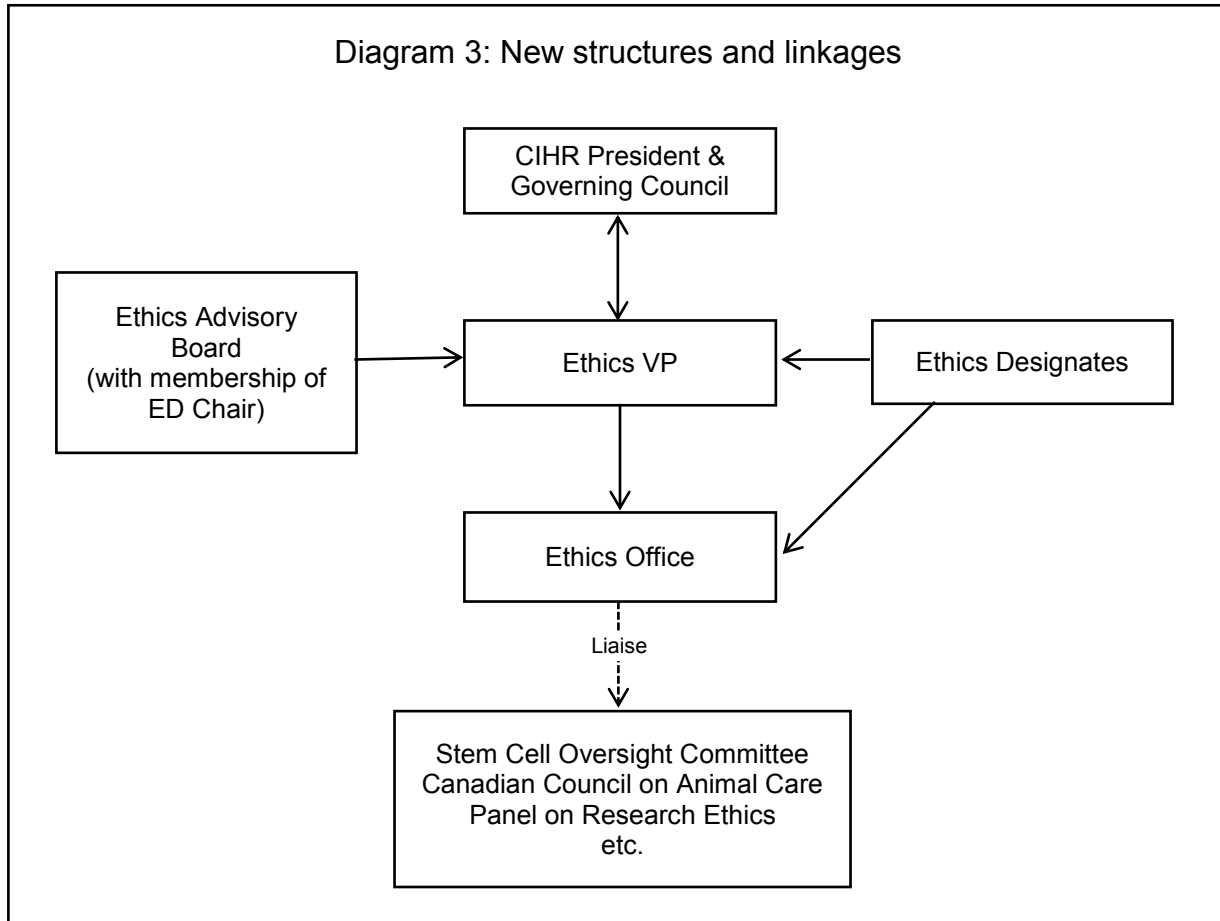 Diagram 3: New structures and linkages
CIHR President &
Governing Council
Ethics Advisory
Board
(with membership of
ED Chair)
Ethics VP
Ethics Designates
Ethics Office
Liaise
Stem Cell Oversight Committee
Canadian Council on Animal Care
Panel on Research Ethics
etc.